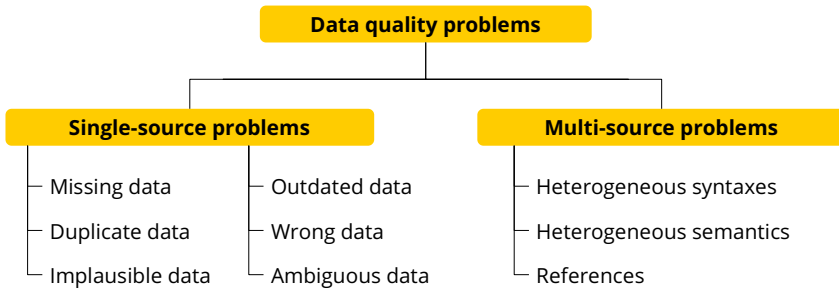 Data quality problems
Single-source problems
Multi-source problems
Missing data
Outdated data
Heterogeneous syntaxes
Duplicate data
Wrong data
Heterogeneous semantics
Implausible data
Ambiguous data
References